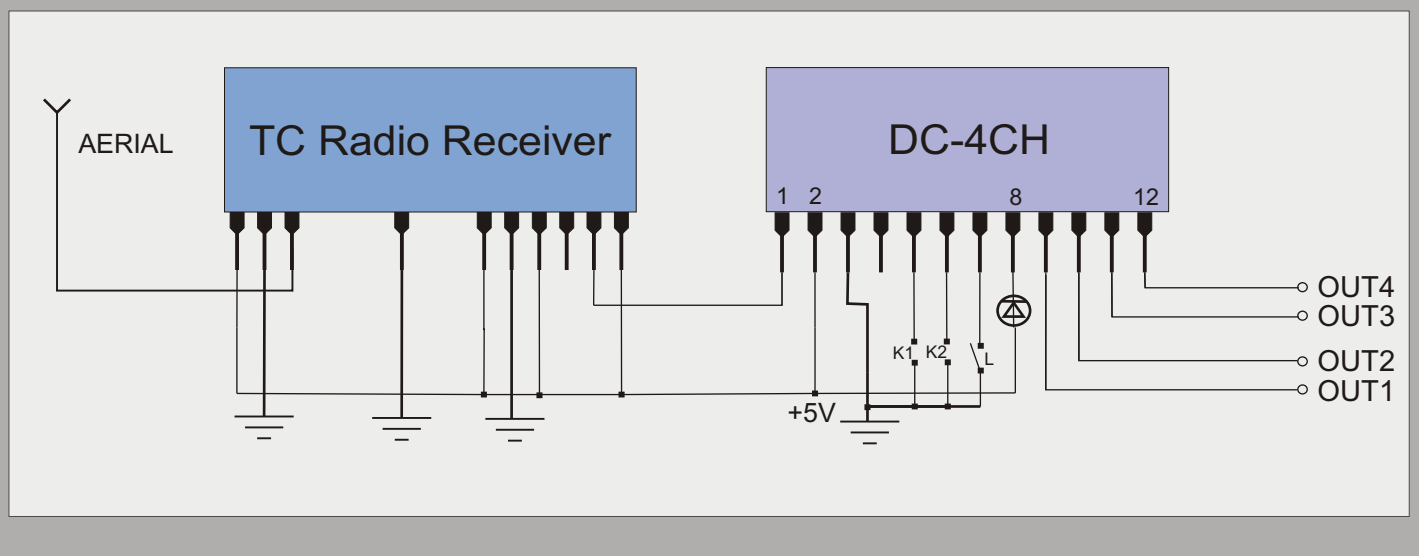 AERIAL
TC Radio Receiver
DC-4CH
1 2 8 12
K1 K2 L
+5V
OUT4
OUT3
OUT2
OUT1